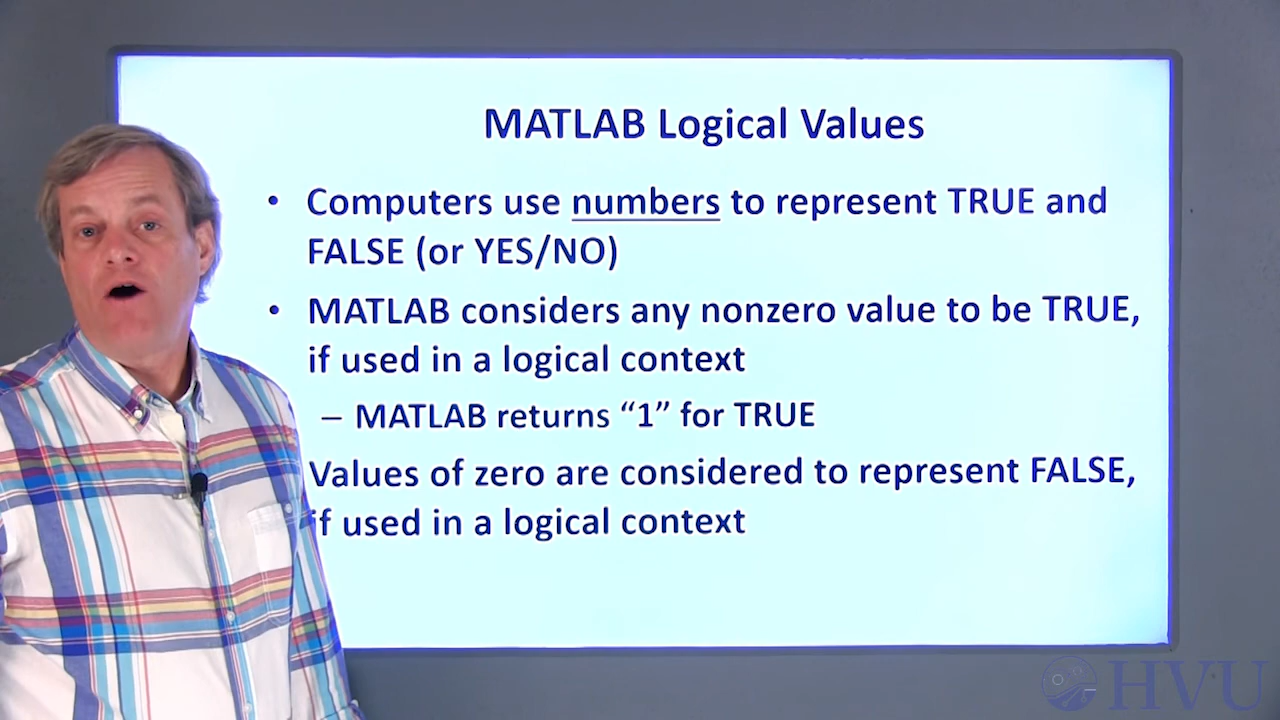 MATLAB Logical Values
• Computers use numbers to represent TRUE and
FALSE (or YES/NO)
• MATLAB considers any nonzero value to be TRUE,
if used in a logical context
– MATLAB returns “1” for TRUE
Values of zero are considered to represent FALSE,
if used in a logical context
HVU